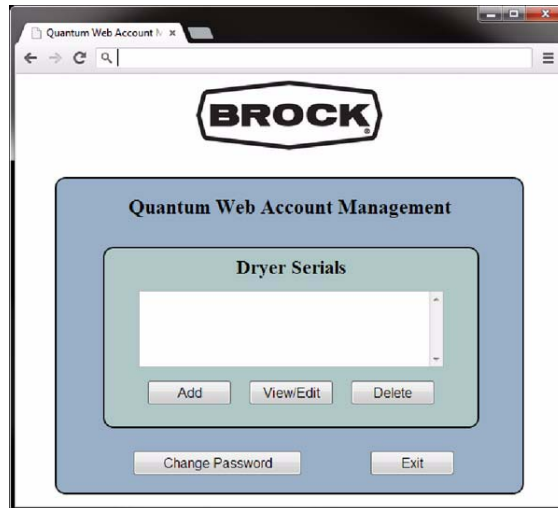 Quantum Web Account M
BROCK®
Quantum Web Account Management
Dryer Serials
Add View/Edit Delete
Change Password Exit